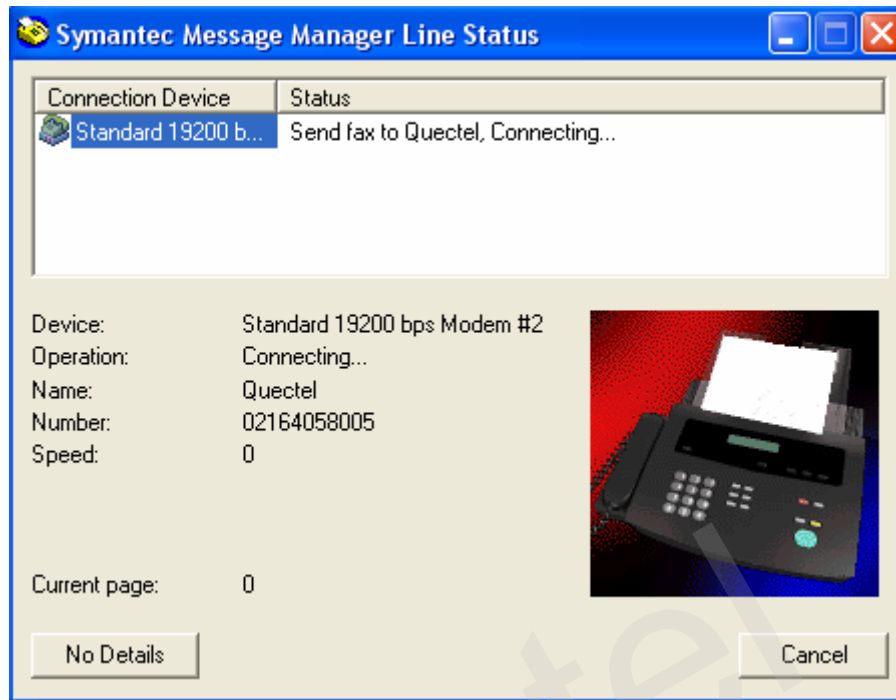 Symantec Message Manager Line Status
Connection Device Status
Standard 19200 b... Send fax to Quectel, Connecting...
Device: Standard 19200 bps Modem #2
Operation: Connecting...
Name: Quectel
Number: 02164058005
Speed: 0
Current page: 0
No Details Cancel